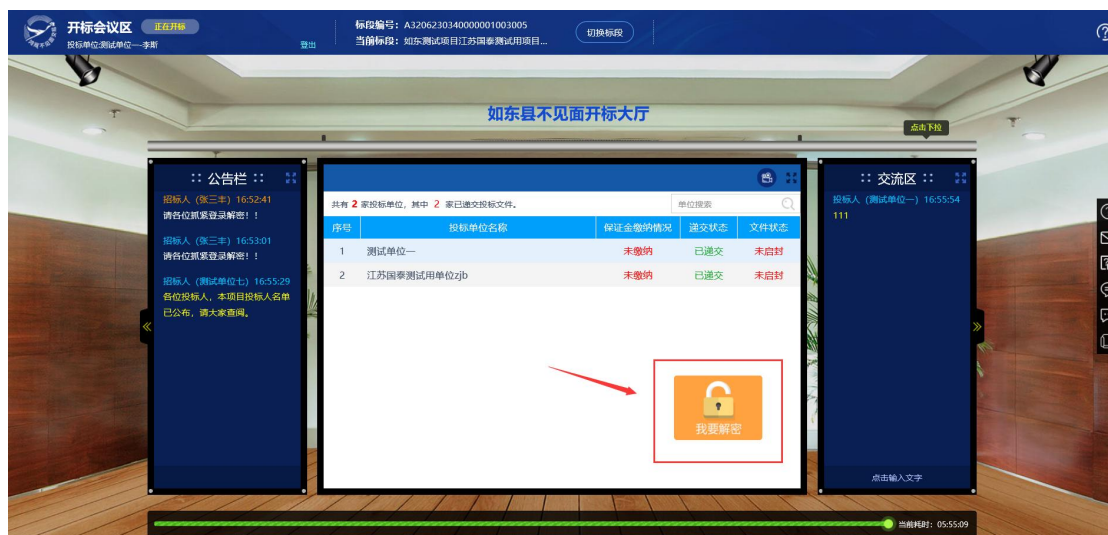 开标会议区 正在开标
投标单位:测试单位一---李斯 登出
标段编号：A3206230340000001003005
当前标段：如东测试项目江苏国泰测试用项目...
切换标段
如东县不见面开标大厅
点击下拉
:: 公告栏 ::
招标人（张三丰）16:52:41
请各位抓紧登录解密！！
招标人（张三丰）16:53:01
请各位抓紧登录解密！！
招标人（测试单位七）16:55:29
各位投标人，本项目投标人名单
已公布，请大家查阅。
共有 2 家投标单位，其中 2 家已递交投标文件。 单位搜索
序号 投标单位名称 保证金缴纳情况 递交状态 文件状态
1 测试单位一 未缴纳 已递交 未启封
2 江苏国泰测试用单位zjb 未缴纳 已递交 未启封
我要解密
:: 交流区 ::
投标人（测试单位一）16:55:54
111
点击输入文字
当前耗时：05:55:09